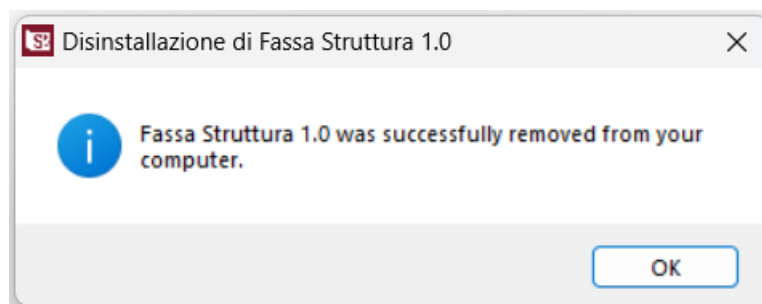 Disinstallazione di Fassa Struttura 1.0
Fassa Struttura 1.0 was successfully removed from your
computer.
OK